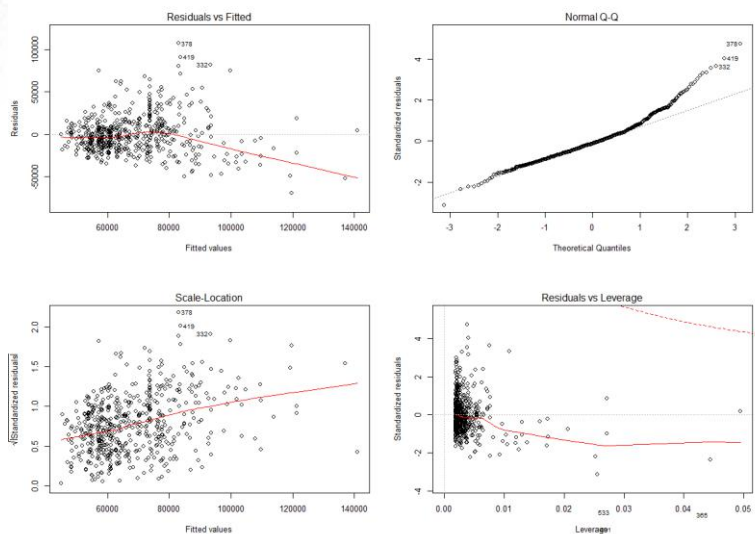 Residuals vs Fitted
Residuals
100000
50000
0
-50000
378
419
332
60000 80000 100000 120000 140000
Fitted values
Normal Q-Q
Standardized residuals
4
2
0
-2
378
419
332
-3 -2 -1 0 1 2 3
Theoretical Quantiles
Scale-Location
√|Standardized residuals|
2.0
1.5
1.0
0.5
0.0
378
419
332
60000 80000 100000 120000 140000
Fitted values
Residuals vs Leverage
Standardized residuals
4
2
0
-2
-4
0.00 0.01 0.02 0.03 0.04 0.05
533
365
Leverage